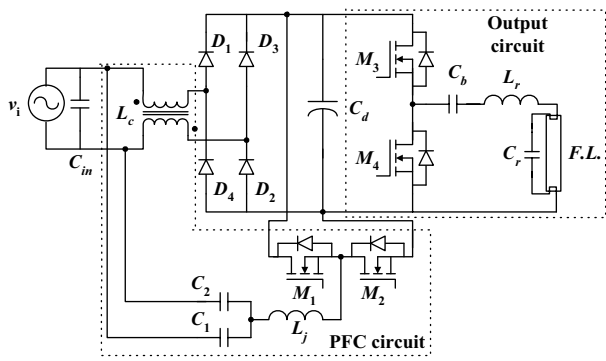 Output
circuit
D1 D3
M3
Cb Lr
vi
Lc
Cd
Cin
M4
Cr F.L.
D4 D2
C2
M1 M2
C1
Lj
PFC circuit